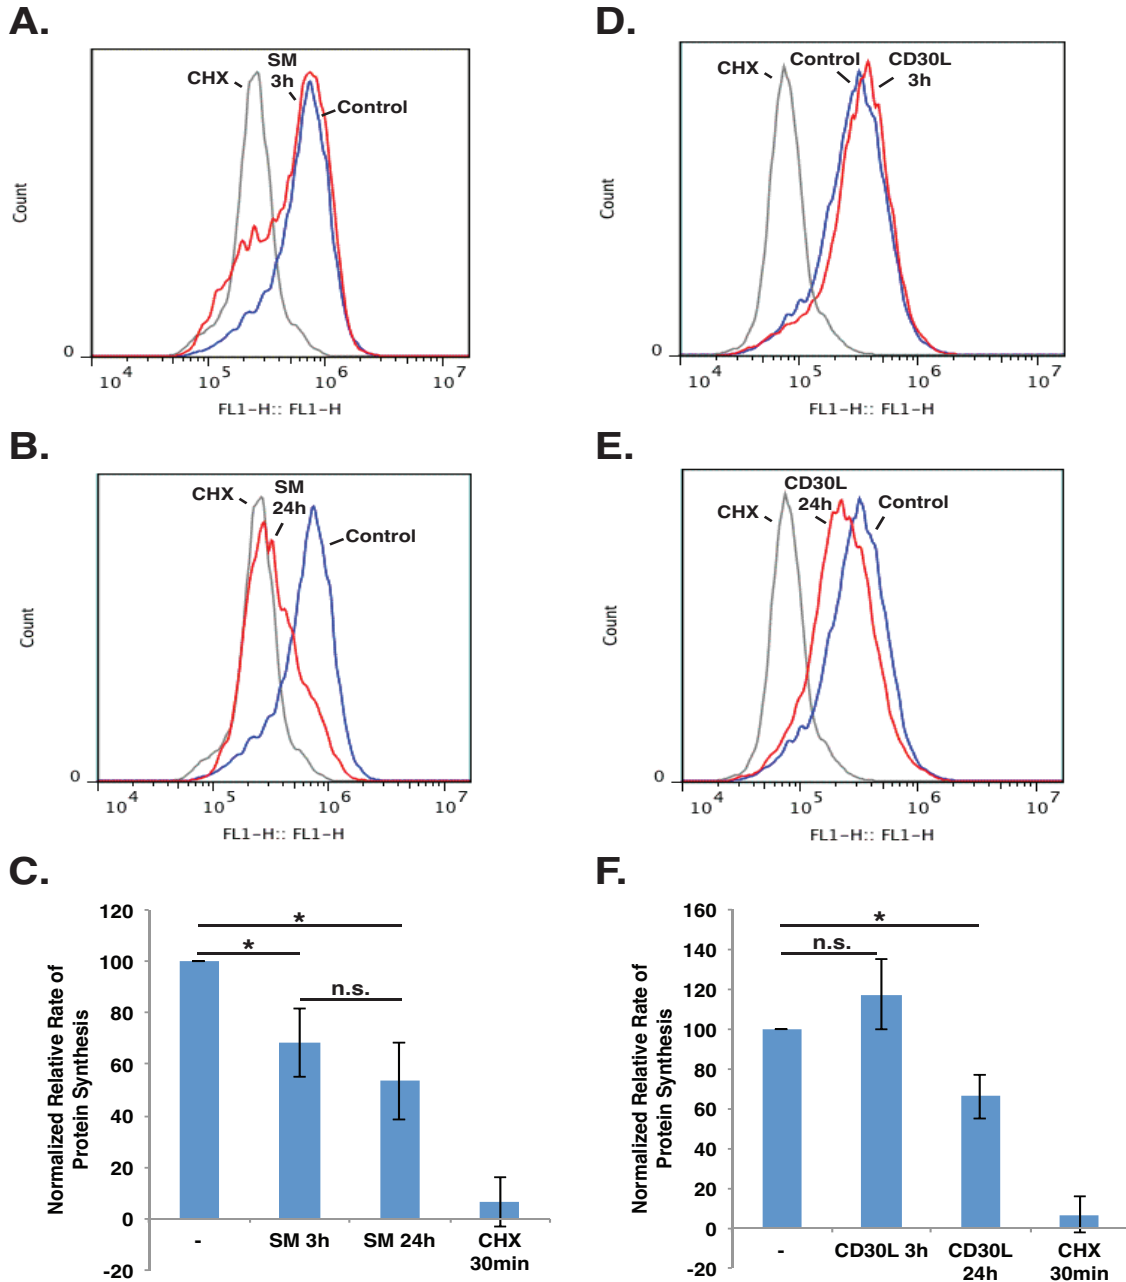 A.
CHX
SM
3h
Control
Count
0
10^4
10^5
10^6
10^7
FL1-H:: FL1-H
D.
CHX
Control
CD30L
3h
Count
0
10^4
10^5
10^6
10^7
FL1-H:: FL1-H
B.
CHX
SM
24h
Control
Count
0
10^4
10^5
10^6
10^7
FL1-H:: FL1-H
E.
CHX
CD30L
24h
Control
Count
0
10^4
10^5
10^6
10^7
FL1-H:: FL1-H
C.
Normalized Relative Rate of
Protein Synthesis
120
100
80
60
40
20
0
-20
*
*
n.s.
-
SM 3h
SM 24h
CHX
30min
F.
Normalized Relative Rate of
Protein Synthesis
160
140
120
100
80
60
40
20
0
-20
*
n.s.
-
CD30L 3h
CD30L
24h
CHX
30min